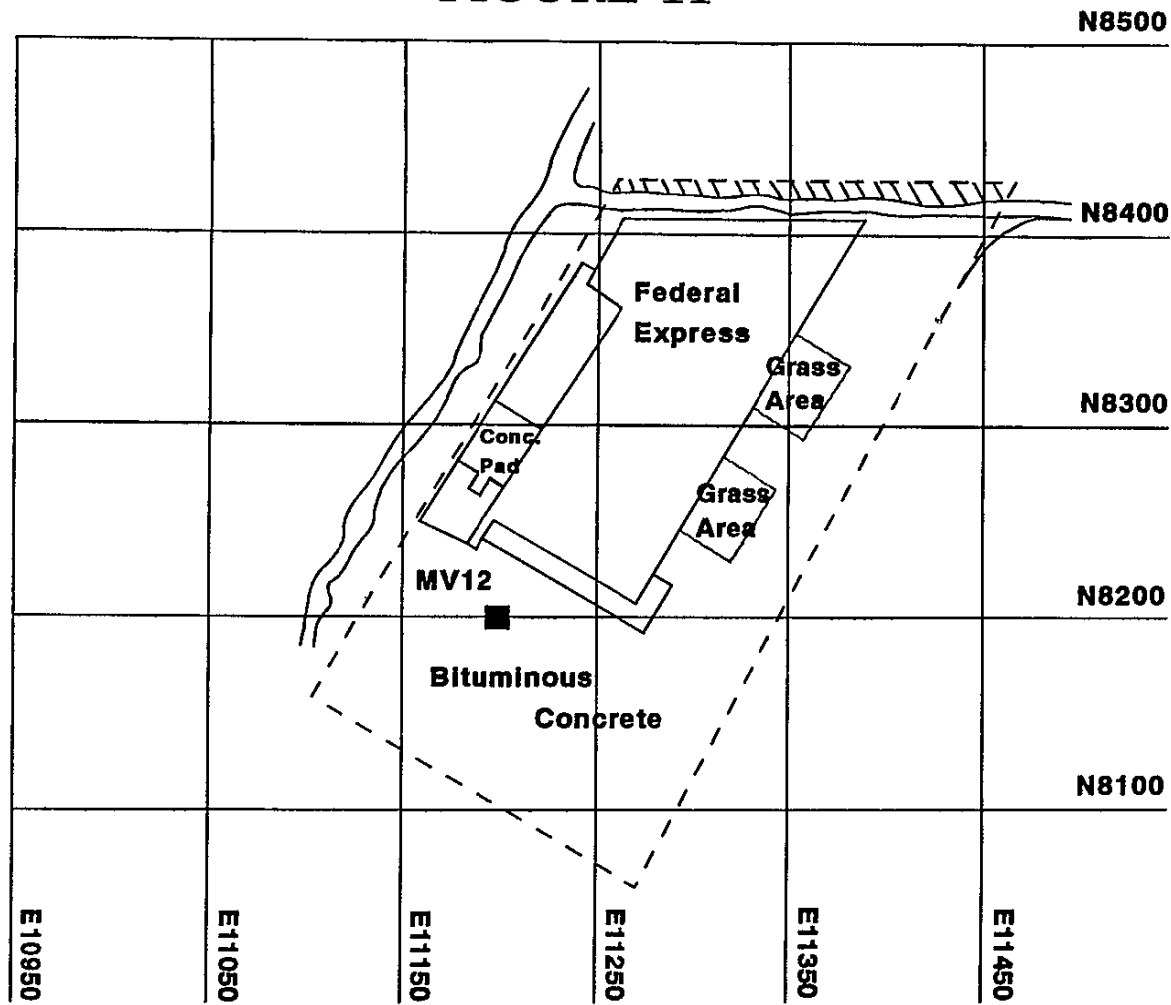 N8500
N8400
Federal
Express
Grass
Area
N8300
Conc.
Pad
Grass
Area
MV12
N8200
Bituminous
Concrete
N8100
E10950
E11050
E11150
E11250
E11350
E11450